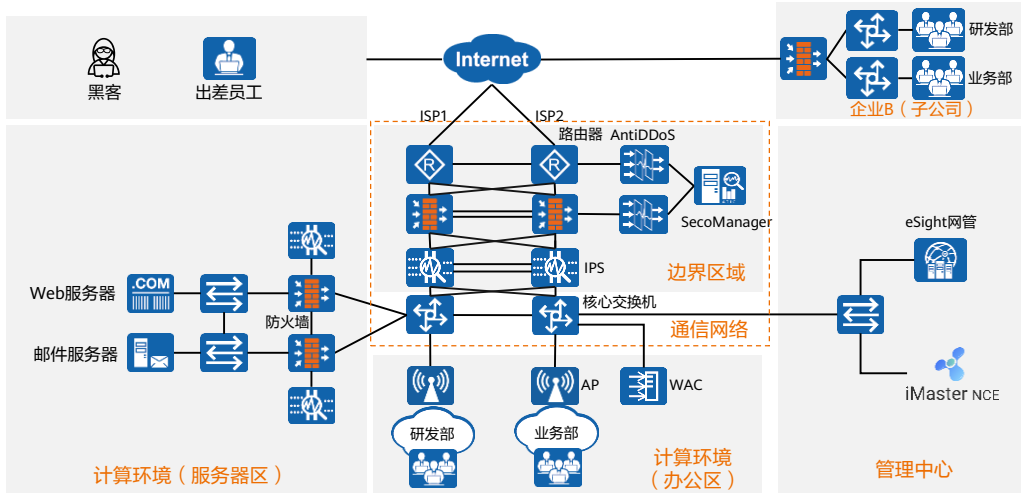 黑客
出差员工
Internet
研发部
业务部
企业B（子公司）
ISP1
ISP2
路由器
AntiDDoS
SecoManager
IPS
边界区域
核心交换机
通信网络
eSight网管
iMaster NCE
管理中心
Web服务器
.COM
防火墙
邮件服务器
计算环境（服务器区）
AP
WAC
研发部
业务部
计算环境
（办公区）
R
R